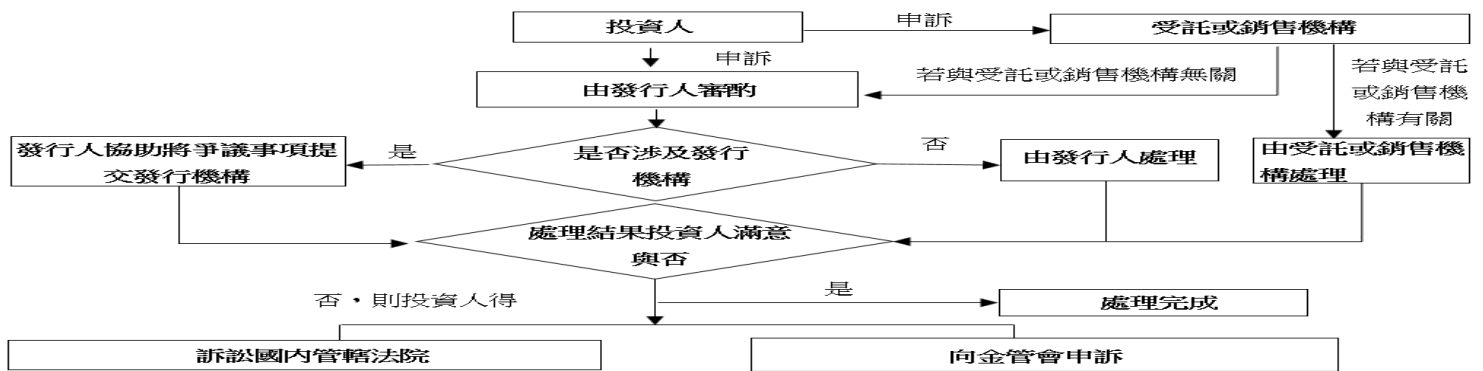 投資人
申訴
受託或銷售機構
申訴
由發行人審酌
若與受託或銷售機構無關
若與受託
或銷售機
構有關
發行人協助將爭議事項提
交發行機構
是
是否涉及發行
機構
否
由發行人處理
由受託或銷售機
構處理
處理結果投資人滿意
與否
否，則投資人得
是
處理完成
訴訟國內管轄法院
向金管會申訴